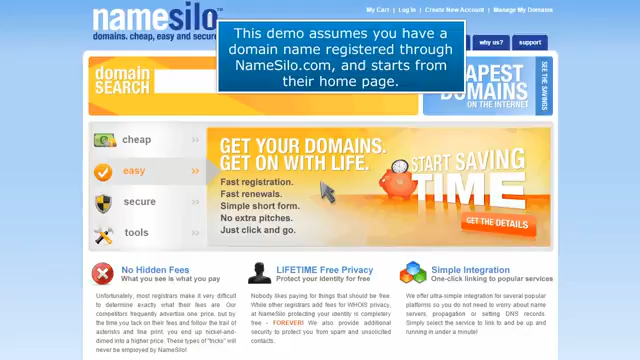 My Cart | Log In | Create New Account | Manage My Domains
namesilo™
domains. cheap, easy and secure
This demo assumes you have a
domain name registered through
NameSilo.com, and starts from
their home page.
why us?
support
domain
SEARCH
DOMAINS
ON THE INTERNET
SEE THE SAVINGS
cheap
easy
secure
tools
GET YOUR DOMAINS.
GET ON WITH LIFE.
Fast registration.
Fast renewals.
Simple short form.
No extra pitches.
Just click and go.
START SAVING
TIME
GET THE DETAILS
No Hidden Fees
What you see is what you pay
Unfortunately, most registrars make it very difficult
to determine exactly what their fees are. Our
competitors frequently advertise one price, but by
the time you tack on their fees and follow the trail of
asterisks and fine print, you end up nickel-and-
dimed into a higher price. These types of "tricks" will
never be employed by NameSilo!
LIFETIME Free Privacy
Protect your identity for free
Nobody likes paying for things that should be free.
While other registrars add fees for WHOIS privacy,
at NameSilo protecting your identity is completely
free - FOREVER! We also provide additional
security to protect you from spam and unsolicited
contacts.
Simple Integration
One-click linking to popular services
We offer ultra-simple integration for several popular
platforms so you do not need to worry about name
servers, propagation or setting DNS records.
Simply select the service to link to and be up and
running in under a minute!